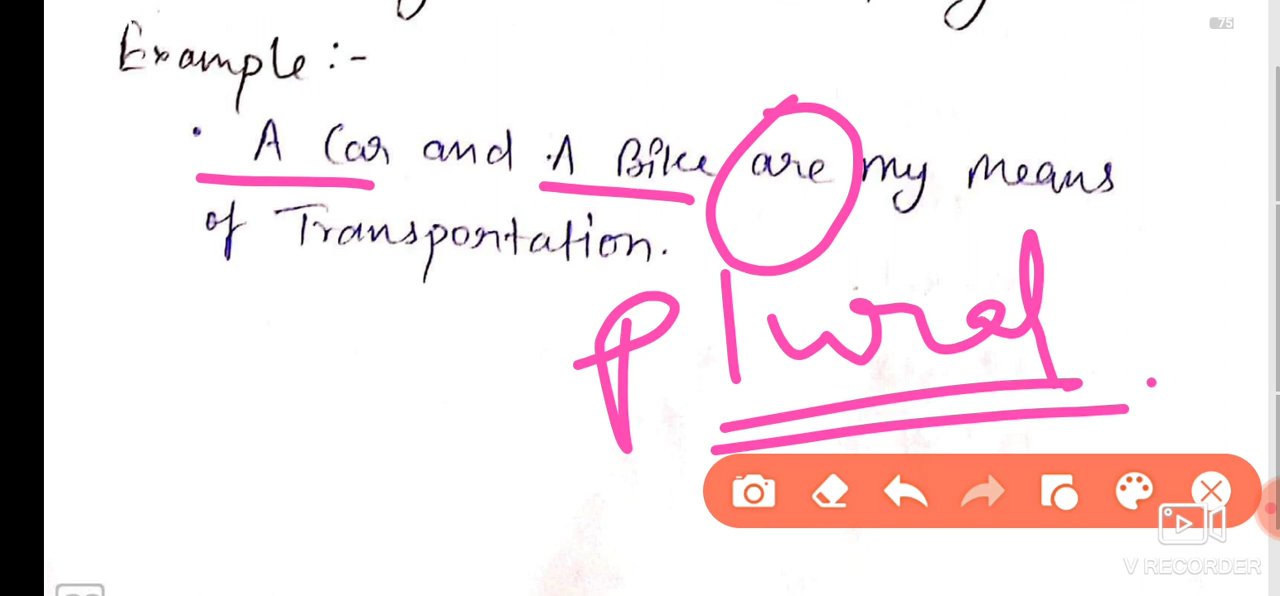 75
Example :-
· A Car and A Bike are my means
of Transportation.
plural
V RECORDER